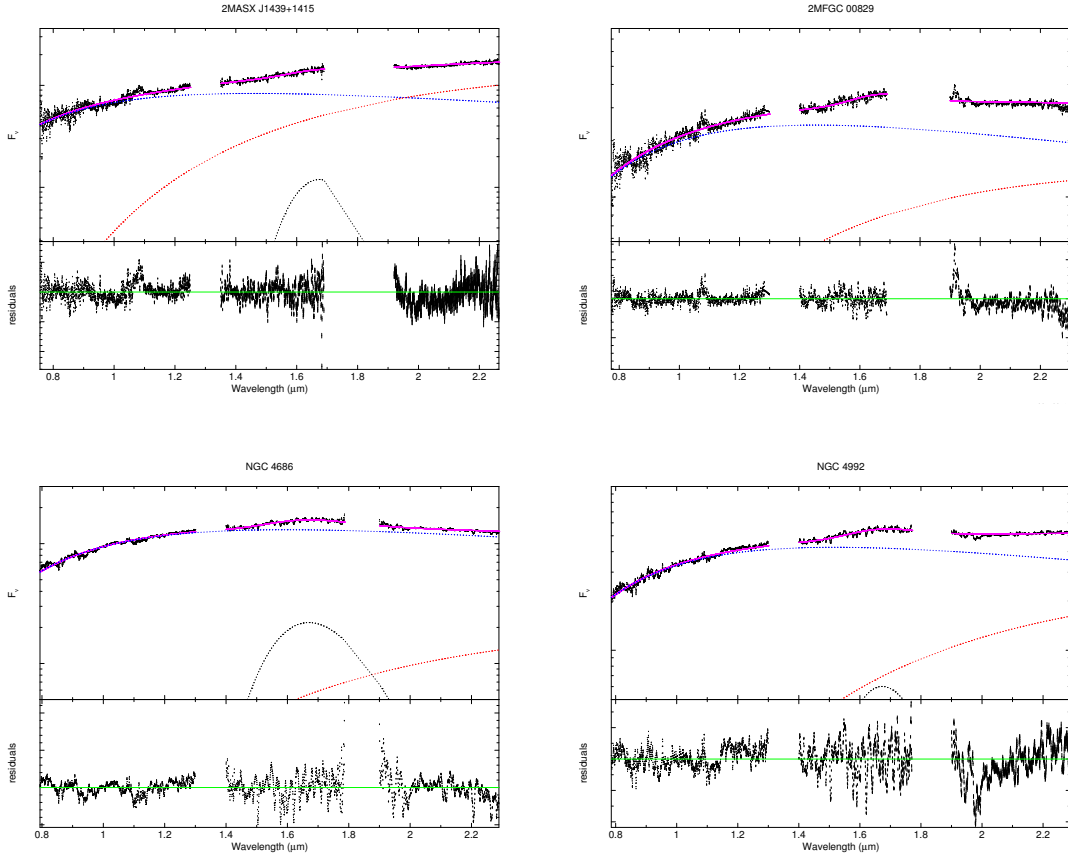 2MASX J1439+1415
2MFGC 00829
Fν
Fν
residuals
residuals
0.8 1 1.2 1.4 1.6 1.8 2 2.2
0.8 1 1.2 1.4 1.6 1.8 2 2.2
Wavelength (μm)
Wavelength (μm)
NGC 4686
NGC 4992
Fν
Fν
residuals
residuals
0.8 1 1.2 1.4 1.6 1.8 2 2.2
0.8 1 1.2 1.4 1.6 1.8 2 2.2
Wavelength (μm)
Wavelength (μm)